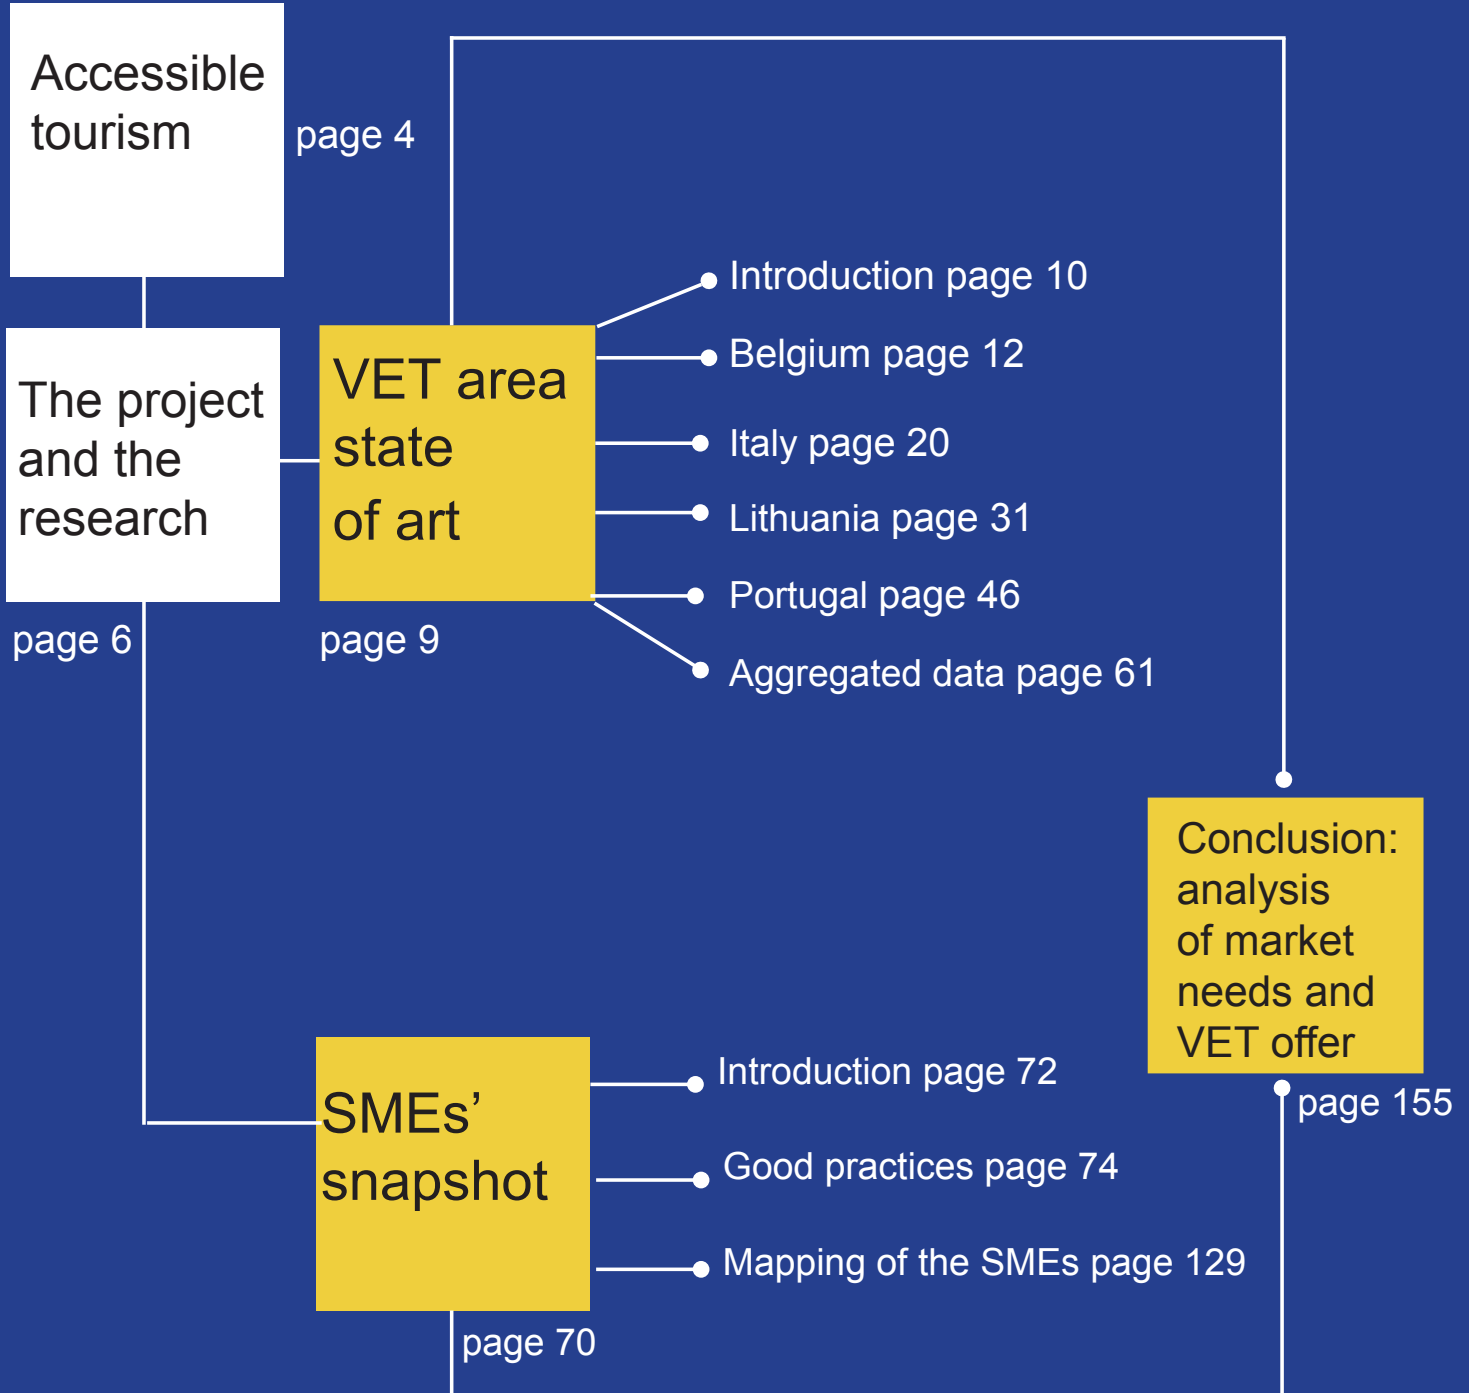 Accessible
tourism
page 4
The project
and the
research
page 6
VET area
state
of art
page 9
Introduction page 10
Belgium page 12
Italy page 20
Lithuania page 31
Portugal page 46
Aggregated data page 61
SMEs’
snapshot
page 70
Introduction page 72
Good practices page 74
Mapping of the SMEs page 129
Conclusion:
analysis
of market
needs and
VET offer
page 155